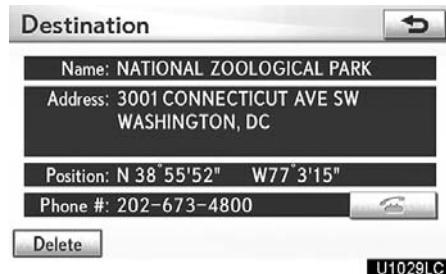 Destination
Name: NATIONAL ZOOLOGICAL PARK
Address: 3001 CONNECTICUT AVE SW
WASHINGTON, DC
Position: N 38°55'52" W77°3'15"
Phone #: 202-673-4800
Delete
U1029LC